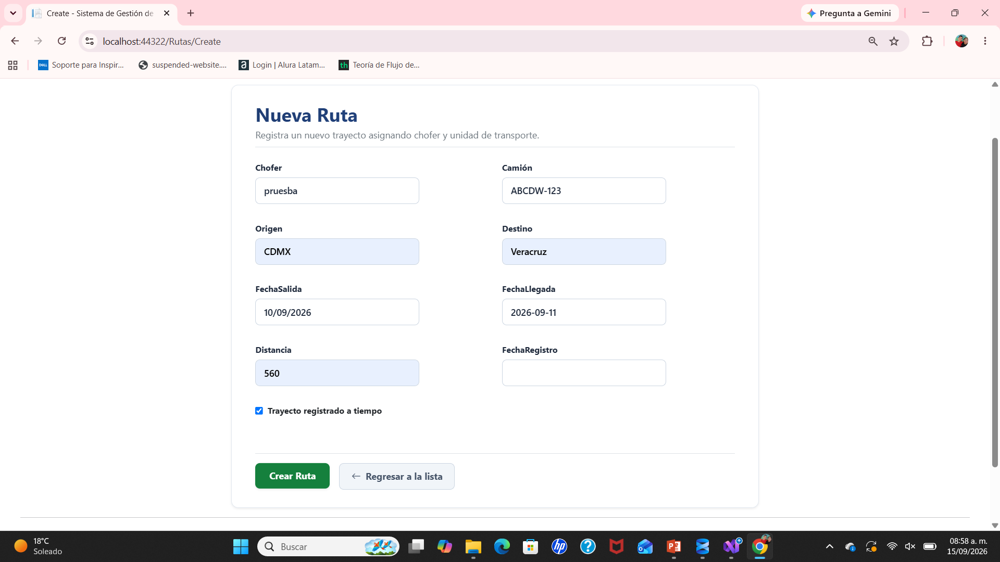 Create - Sistema de Gestión de
Pregunta a Gemini
localhost:44322/Rutas/Create
Soporte para Inspir...
suspended-website....
Login | Alura Latam...
Teoría de Flujo de...
Nueva Ruta
Registra un nuevo trayecto asignando chofer y unidad de transporte.
Chofer
Camión
pruesba
ABCDW-123
Origen
Destino
CDMX
Veracruz
FechaSalida
FechaLlegada
10/09/2026
2026-09-11
Distancia
FechaRegistro
560
Trayecto registrado a tiempo
Crear Ruta
← Regresar a la lista
18°C
Soleado
Buscar
08:58 a. m.
15/09/2026